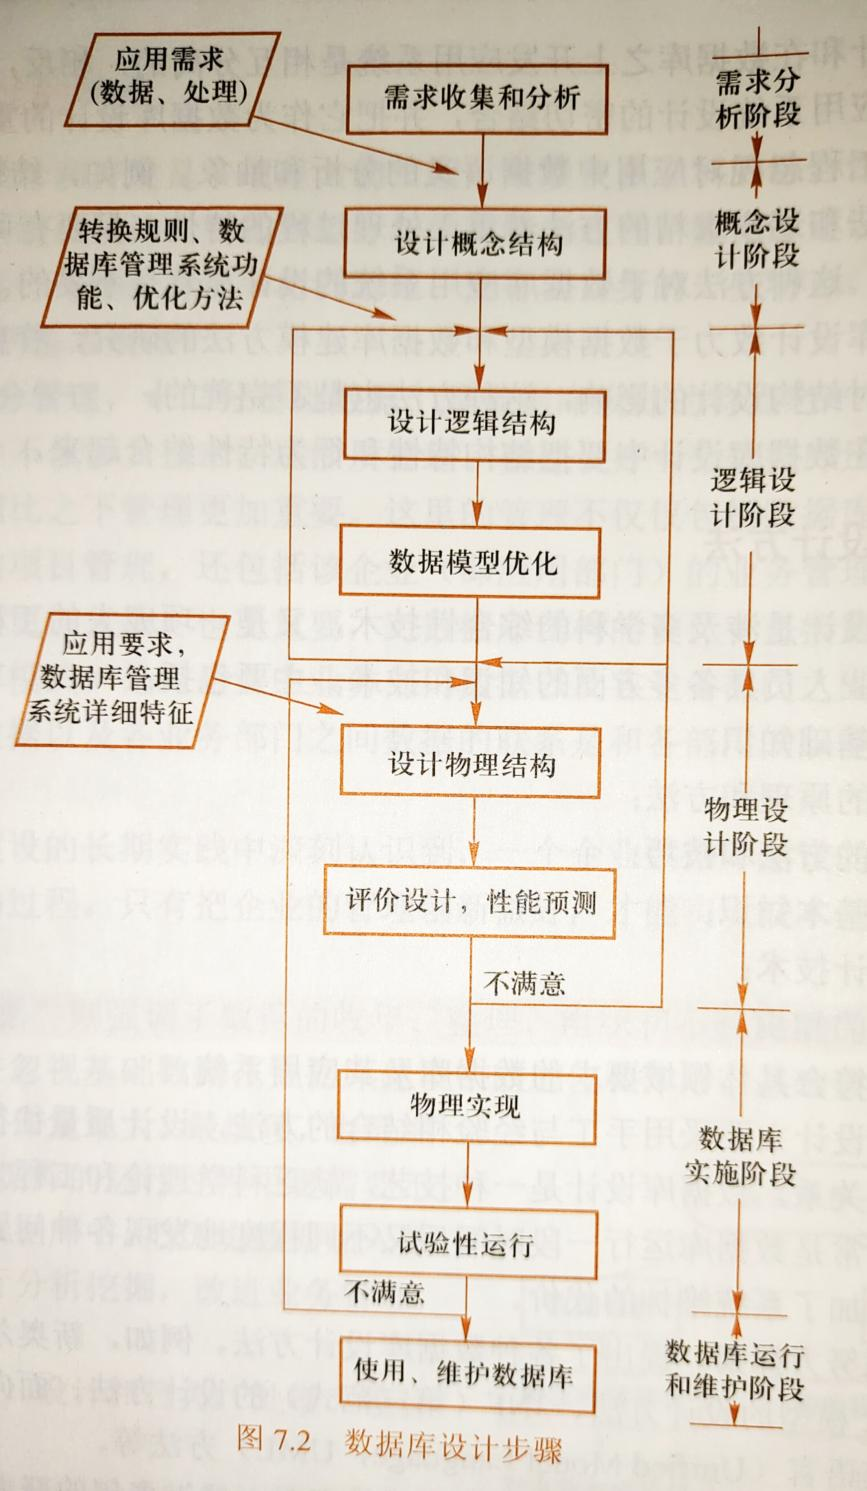 应用需求
(数据、处理)
需求收集和分析
需求分
析阶段
转换规则、数
据库管理系统功
能、优化方法
设计概念结构
概念设
计阶段
设计逻辑结构
逻辑设
计阶段
数据模型优化
应用要求,
数据库管理
系统详细特征
设计物理结构
物理设
计阶段
评价设计,性能预测
不满意
物理实现
数据库
实施阶段
试验性运行
不满意
使用、维护数据库
数据库运行
和维护阶段
图 7.2 数据库设计步骤